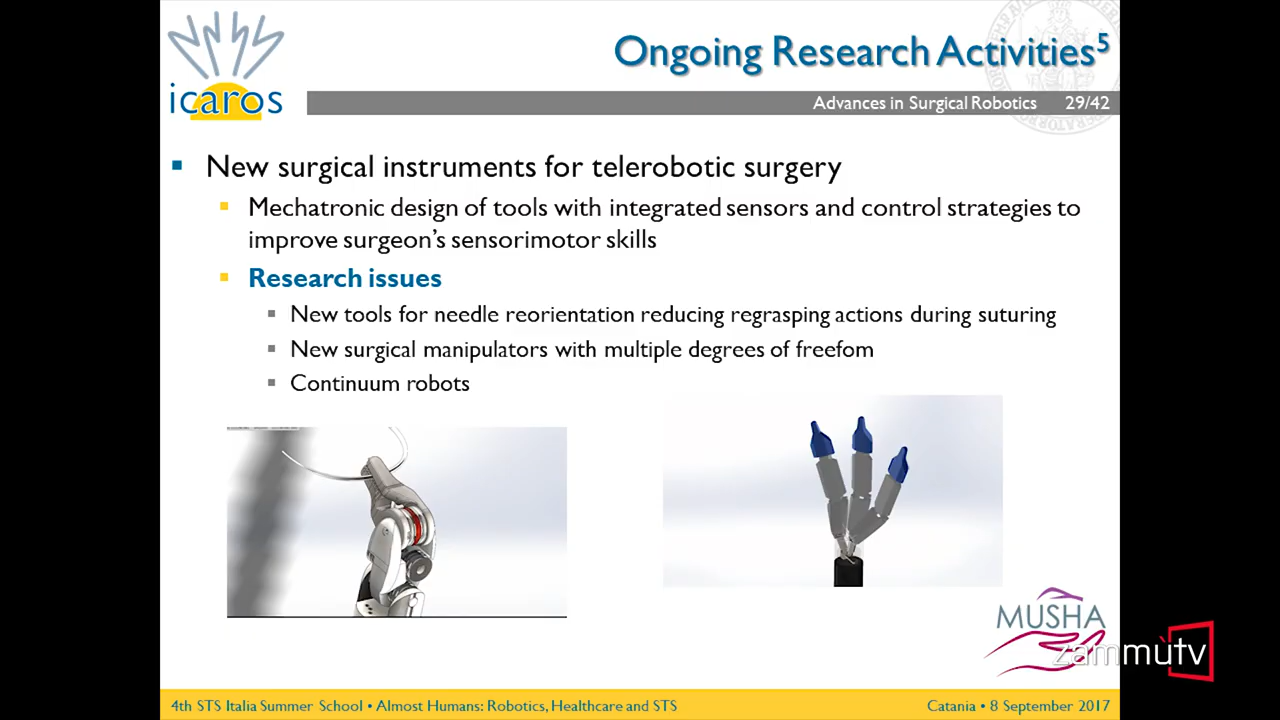 Ongoing Research Activities5
icaros
Advances in Surgical Robotics 29/42
New surgical instruments for telerobotic surgery
Mechatronic design of tools with integrated sensors and control strategies to
improve surgeon's sensorimotor skills
Research issues
New tools for needle reorientation reducing regrasping actions during suturing
New surgical manipulators with multiple degrees of freefom
Continuum robots
MUSHA
zammùtv
4th STS Italia Summer School • Almost Humans: Robotics, Healthcare and STS
Catania • 8 September 2017